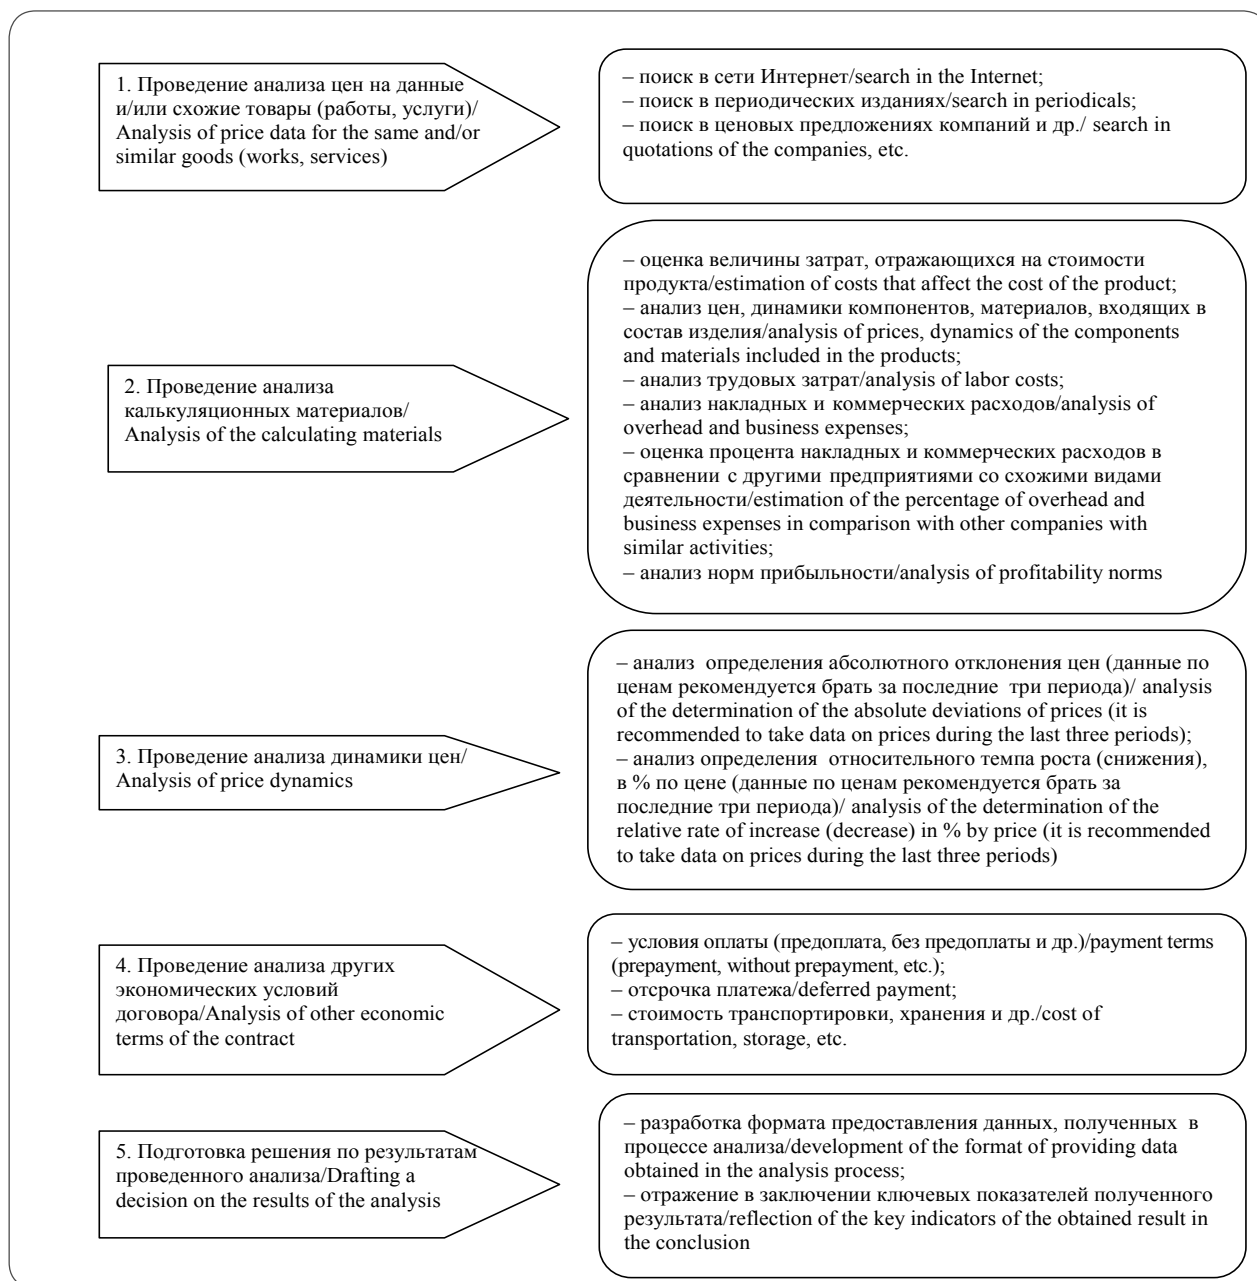 1. Проведение анализа цен на данные
и/или схожие товары (работы, услуги)/
Analysis of price data for the same and/or
similar goods (works, services)
– поиск в сети Интернет/search in the Internet;
– поиск в периодических изданиях/search in periodicals;
– поиск в ценовых предложениях компаний и др./ search in
quotations of the companies, etc.
2. Проведение анализа
калькуляционных материалов/
Analysis of the calculating materials
– оценка величины затрат, отражающихся на стоимости
продукта/estimation of costs that affect the cost of the product;
– анализ цен, динамики компонентов, материалов, входящих в
состав изделия/analysis of prices, dynamics of the components
and materials included in the products;
– анализ трудовых затрат/analysis of labor costs;
– анализ накладных и коммерческих расходов/analysis of
overhead and business expenses;
– оценка процента накладных и коммерческих расходов в
сравнении с другими предприятиями со схожими видами
деятельности/estimation of the percentage of overhead and
business expenses in comparison with other companies with
similar activities;
– анализ норм прибыльности/analysis of profitability norms
3. Проведение анализа динамики цен/
Analysis of price dynamics
– анализ определения абсолютного отклонения цен (данные по
ценам рекомендуется брать за последние три периода)/ analysis
of the determination of the absolute deviations of prices (it is
recommended to take data on prices during the last three periods);
– анализ определения относительного темпа роста (снижения),
в % по цене (данные по ценам рекомендуется брать за
последние три периода)/ analysis of the determination of the
relative rate of increase (decrease) in % by price (it is recommended
to take data on prices during the last three periods)
4. Проведение анализа других
экономических условий
договора/Analysis of other economic
terms of the contract
– условия оплаты (предоплата, без предоплаты и др.)/payment terms
(prepayment, without prepayment, etc.);
– отсрочка платежа/deferred payment;
– стоимость транспортировки, хранения и др./cost of
transportation, storage, etc.
5. Подготовка решения по результатам
проведенного анализа/Drafting a
decision on the results of the analysis
– разработка формата предоставления данных, полученных в
процессе анализа/development of the format of providing data
obtained in the analysis process;
– отражение в заключении ключевых показателей полученного
результата/reflection of the key indicators of the obtained result in
the conclusion